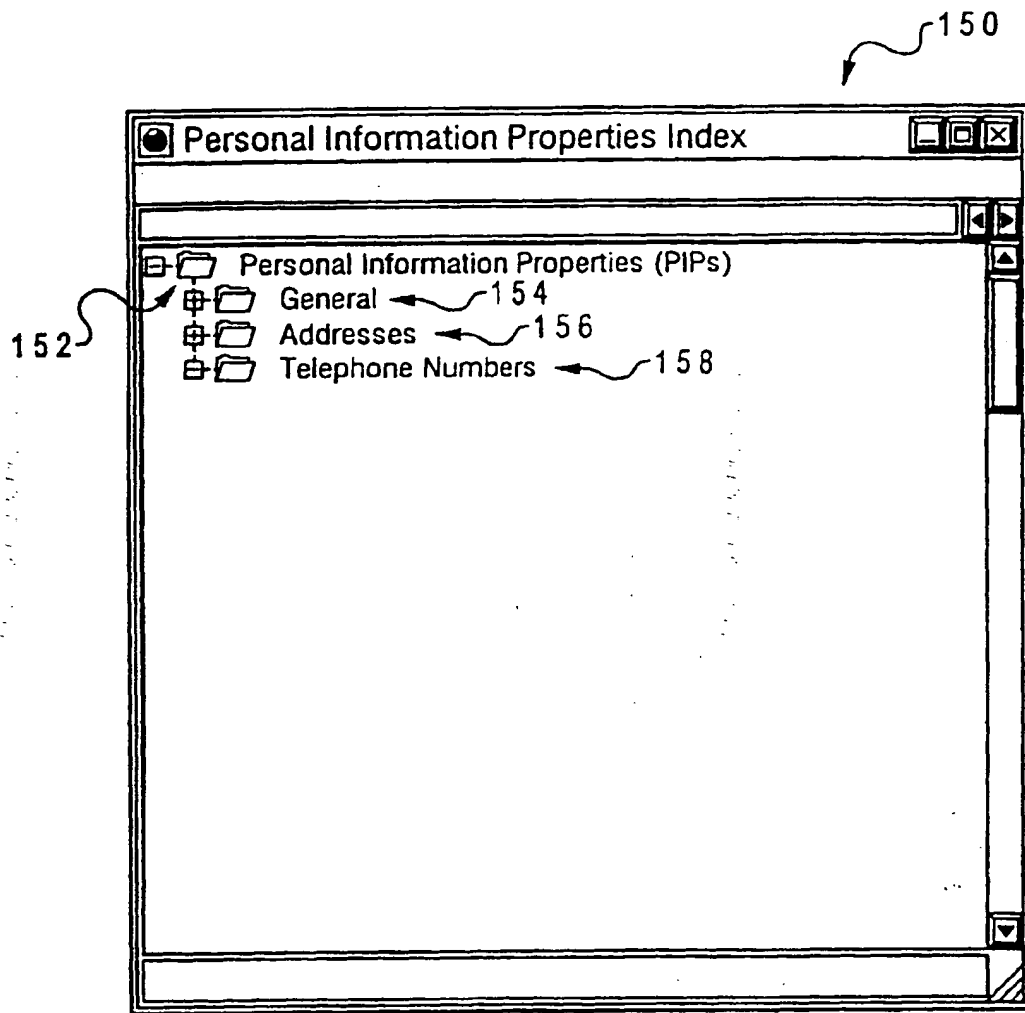 150
Personal Information Properties Index
Personal Information Properties (PIPs)
General 154
152 Addresses 156
Telephone Numbers 158